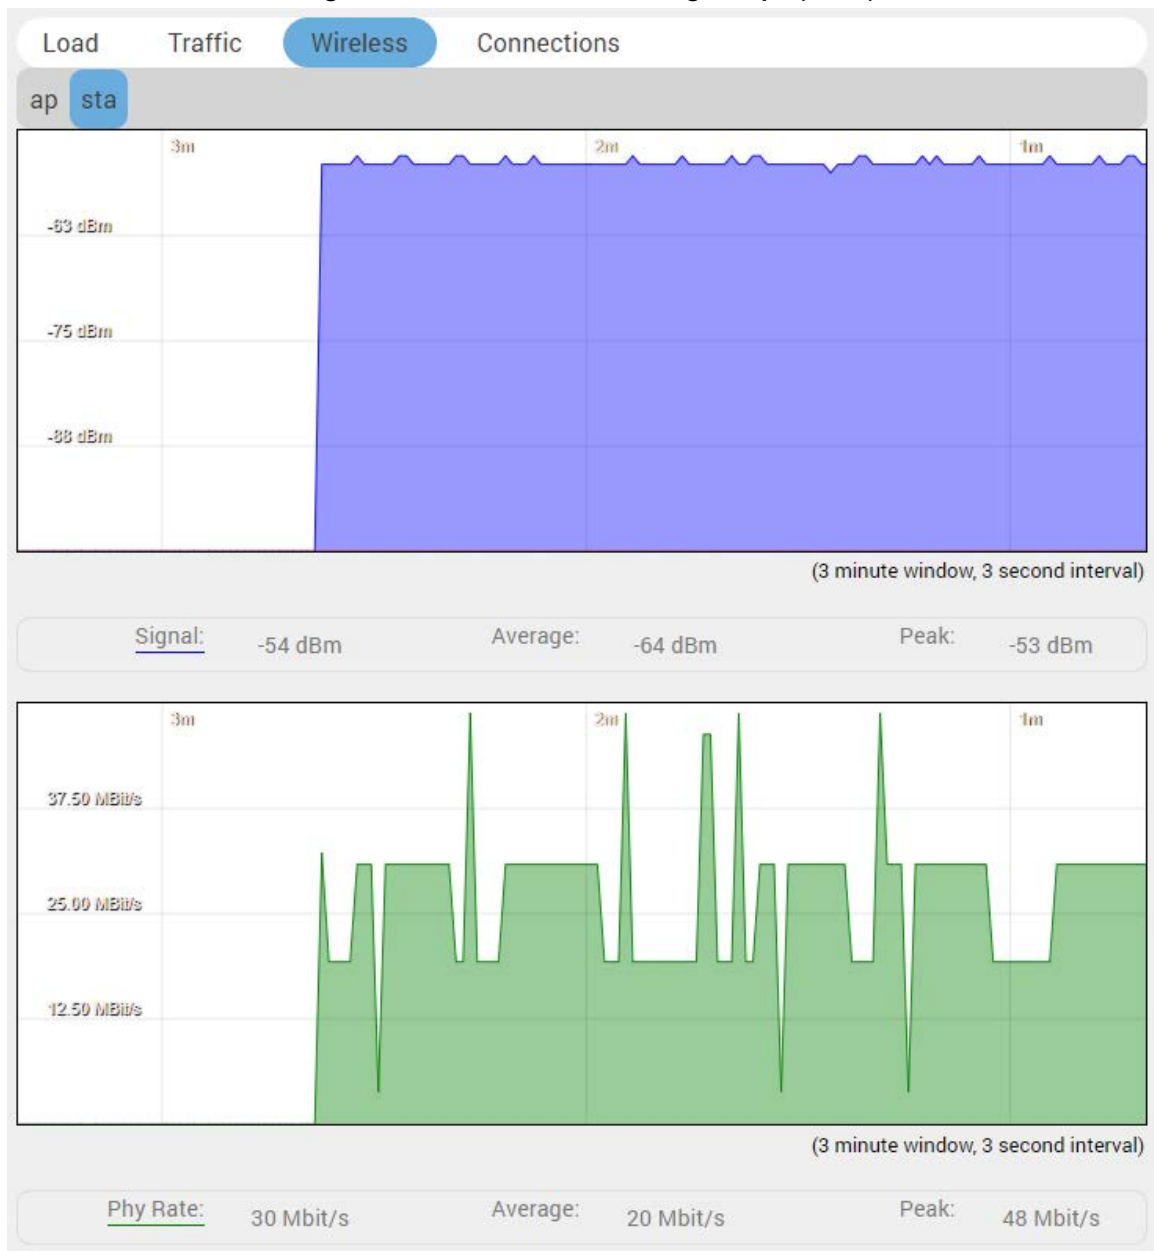 Load Traffic Wireless Connections
ap sta
3m 2m 1m
-63 dBm
-75 dBm
-88 dBm
(3 minute window, 3 second interval)
Signal: -54 dBm Average: -64 dBm Peak: -53 dBm
3m 2m 1m
37.50 MBit/s
25.00 MBit/s
12.50 MBit/s
(3 minute window, 3 second interval)
Phy Rate: 30 Mbit/s Average: 20 Mbit/s Peak: 48 Mbit/s